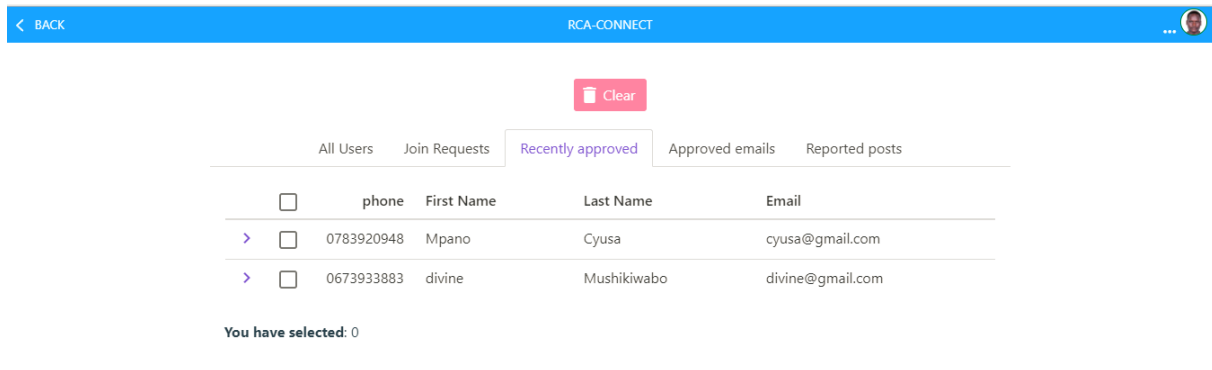 BACK RCA-CONNECT ...
Clear
All Users Join Requests Recently approved Approved emails Reported posts
phone First Name Last Name Email
0783920948 Mpano Cyusa cyusa@gmail.com
0673933883 divine Mushikiwabo divine@gmail.com
You have selected: 0